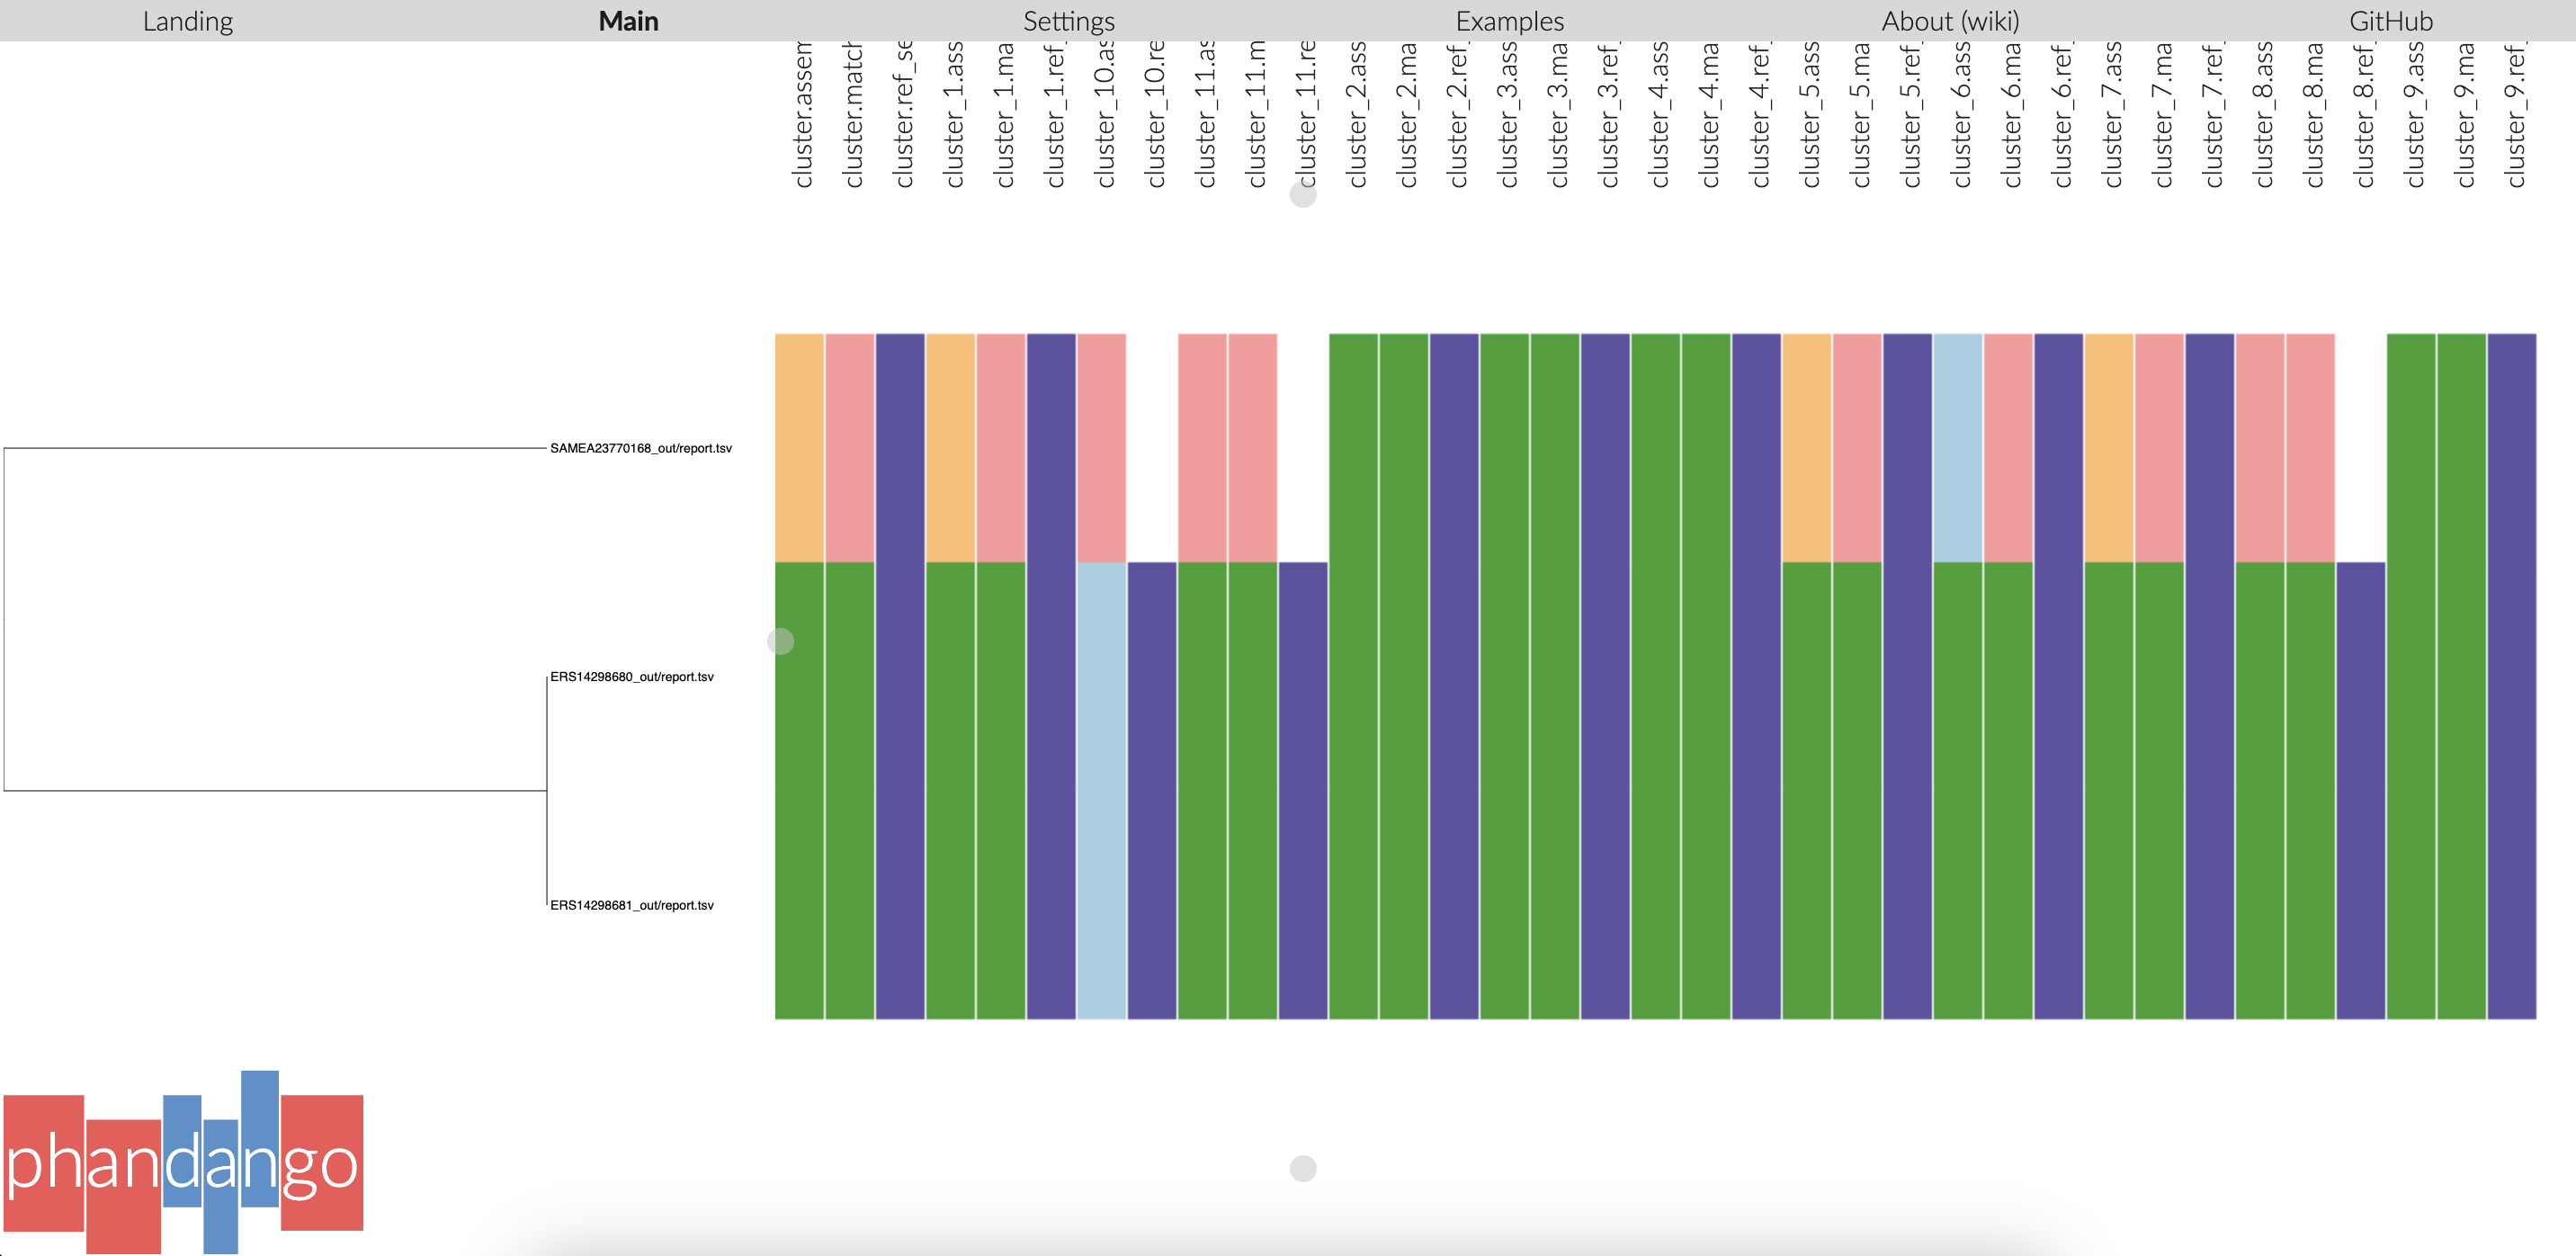 Landing Main Settings Examples About (wiki) GitHub
cluster.assem
cluster.match
cluster.ref_se
cluster_1.ass
cluster_1.ma
cluster_1.ref_
cluster_10.as
cluster_10.re
cluster_11.as
cluster_11.m
cluster_11.re
cluster_2.ass
cluster_2.ma
cluster_2.ref_
cluster_3.ass
cluster_3.ma
cluster_3.ref_
cluster_4.ass
cluster_4.ma
cluster_4.ref_
cluster_5.ass
cluster_5.ma
cluster_5.ref_
cluster_6.ass
cluster_6.ma
cluster_6.ref_
cluster_7.ass
cluster_7.ma
cluster_7.ref_
cluster_8.ass
cluster_8.ma
cluster_8.ref_
cluster_9.ass
cluster_9.ma
cluster_9.ref_
SAMEA23770168_out/report.tsv
ERS14298680_out/report.tsv
ERS14298681_out/report.tsv
phandango